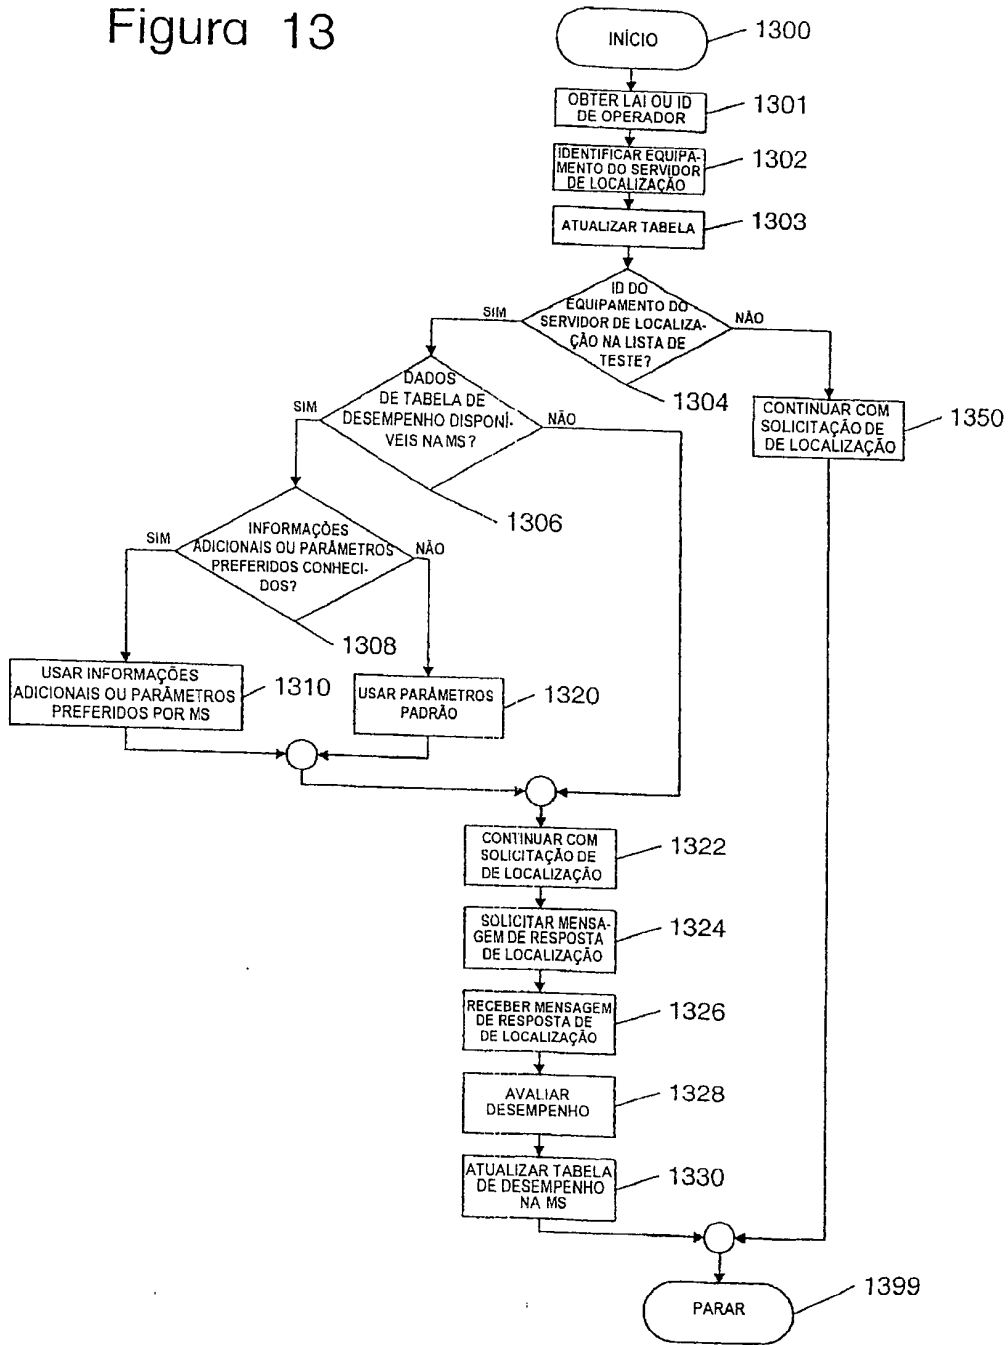 Figura 13
INÍCIO
1300
OBTER LAI OU ID
DE OPERADOR
1301
IDENTIFICAR EQUIPA-
MENTO DO SERVIDOR
DE LOCALIZAÇÃO
1302
ATUALIZAR TABELA
1303
ID DO
EQUIPAMENTO DO
SERVIDOR DE LOCALIZA-
ÇÃO NA LISTA DE
TESTE?
SIM
NÃO
1304
DADOS
DE TABELA DE
DESEMPENHO DISPONÍ-
VEIS NA MS?
SIM
NÃO
1306
CONTINUAR COM
SOLICITAÇÃO DE
DE LOCALIZAÇÃO
1350
INFORMAÇÕES
ADICIONAIS OU PARÂMETROS
PREFERIDOS CONHECI-
DOS?
SIM
NÃO
1308
USAR INFORMAÇÕES
ADICIONAIS OU PARÂMETROS
PREFERIDOS POR MS
1310
USAR PARÂMETROS
PADRÃO
1320
CONTINUAR COM
SOLICITAÇÃO DE
DE LOCALIZAÇÃO
1322
SOLICITAR MENSA-
GEM DE RESPOSTA
DE LOCALIZAÇÃO
1324
RECEBER MENSAGEM
DE RESPOSTA DE
DE LOCALIZAÇÃO
1326
AVALIAR
DESEMPENHO
1328
ATUALIZAR TABELA
DE DESEMPENHO
NA MS
1330
PARAR
1399